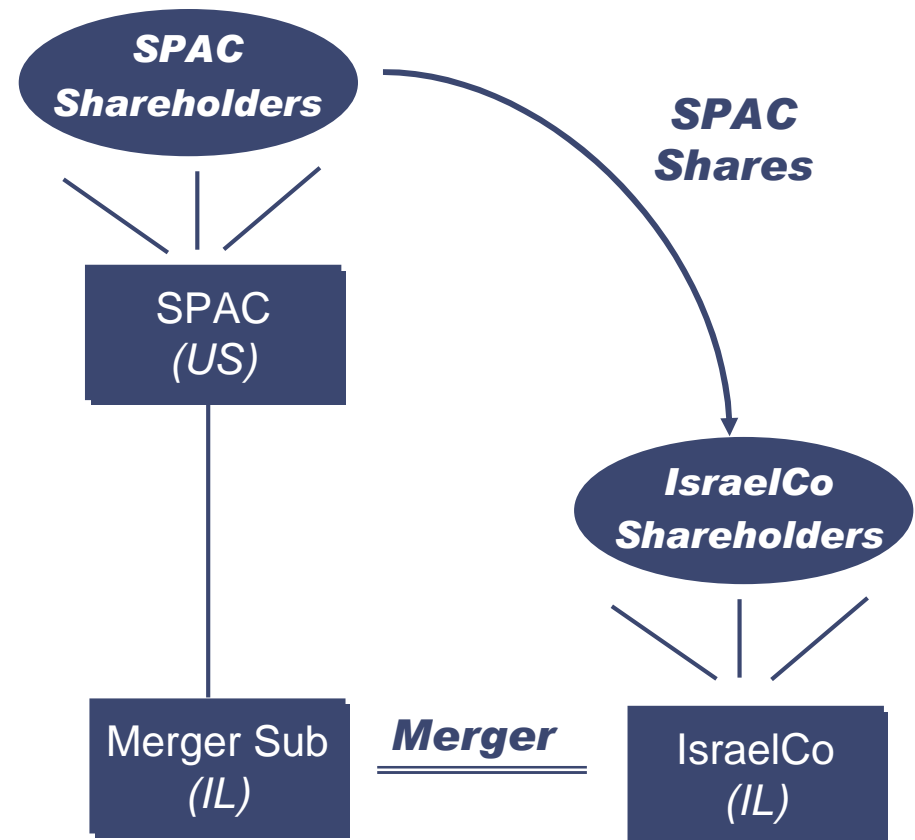 SPAC
Shareholders
SPAC
Shares
SPAC
(US)
IsraelCo
Shareholders
Merger Sub
(IL)
Merger
IsraelCo
(IL)